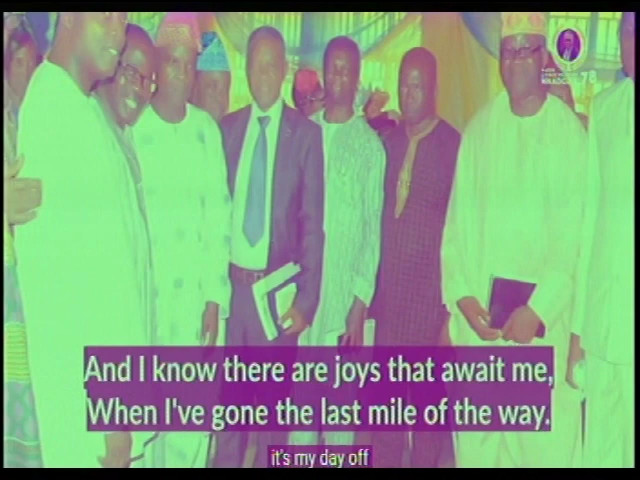 78
And I know there are joys that await me,
When I've gone the last mile of the way.
it's my day off